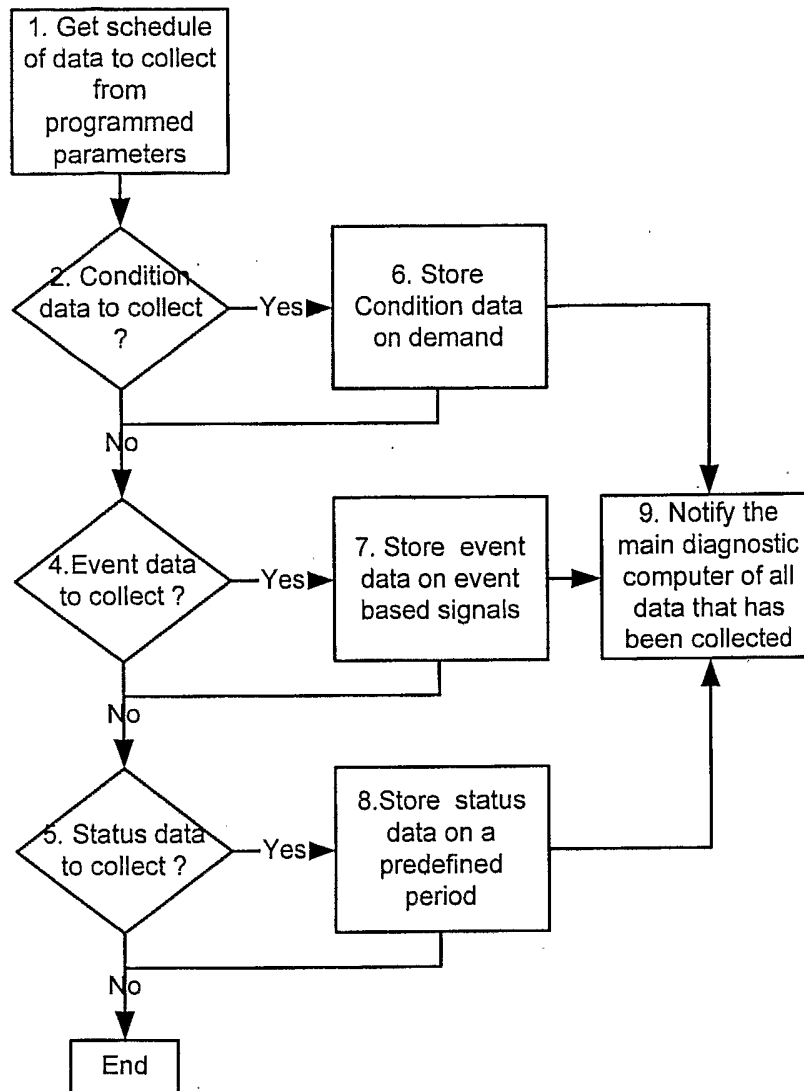 1. Get schedule
of data to collect
from
programmed
parameters
2. Condition
data to collect
?
Yes
6. Store
Condition data
on demand
No
4.Event data
to collect ?
Yes
7. Store event
data on event
based signals
9. Notify the
main diagnostic
computer of all
data that has
been collected
No
5. Status data
to collect ?
Yes
8.Store status
data on a
predefined
period
No
End